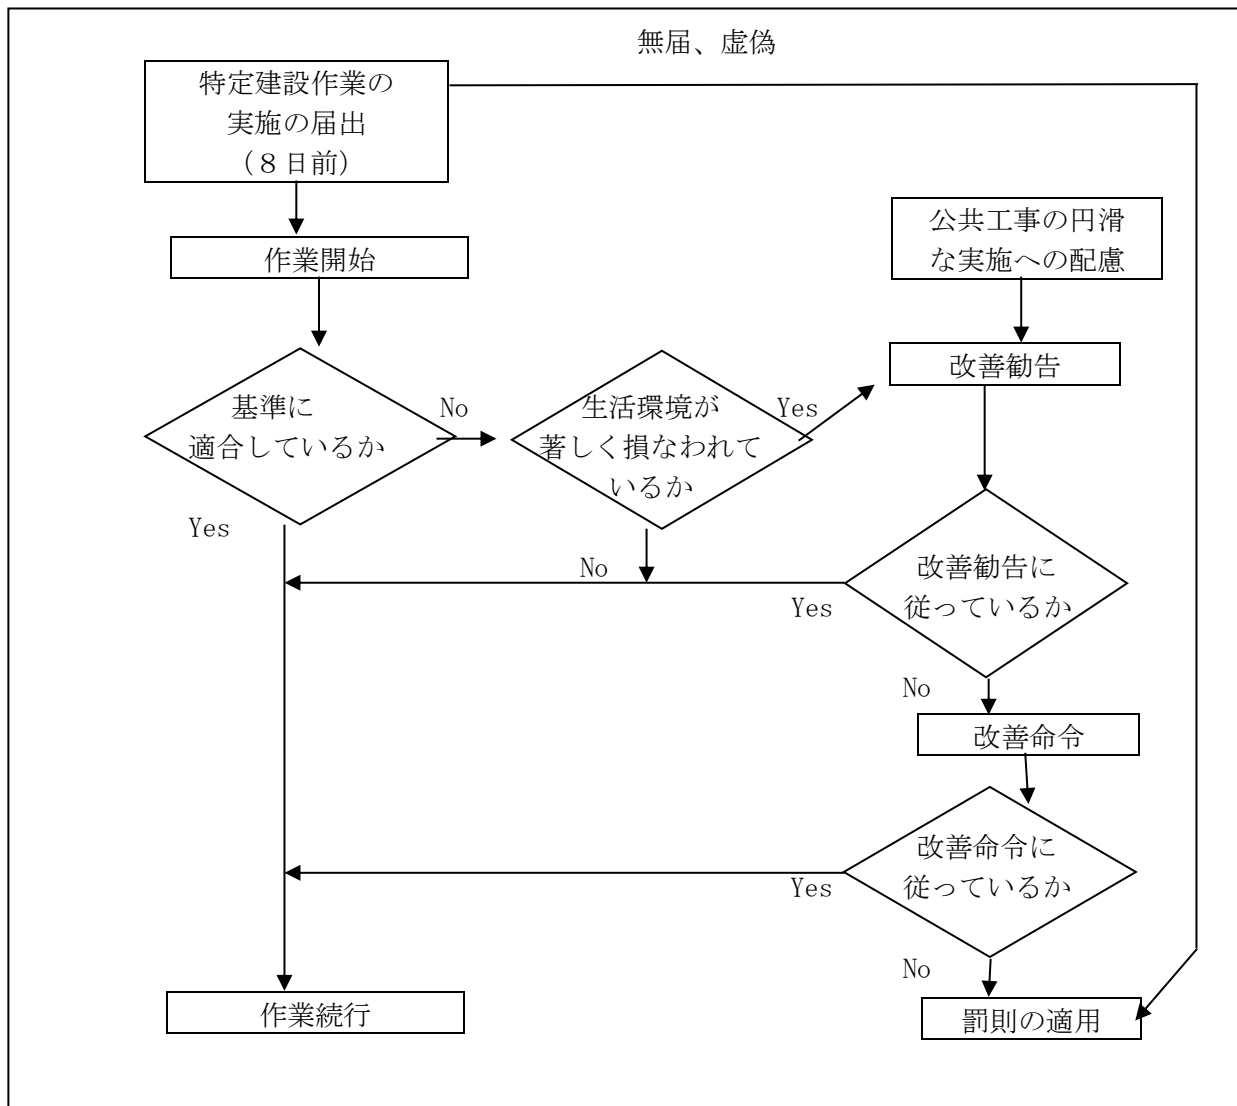 無届、虚偽
特定建設作業の
実施の届出
（８日前）
公共工事の円滑
な実施への配慮
作業開始
改善勧告
基準に
適合しているか
No
生活環境が
著しく損なわれて
いるか
Yes
Yes
No
改善勧告に
従っているか
Yes
No
改善命令
改善命令に
従っているか
Yes
No
作業続行
罰則の適用